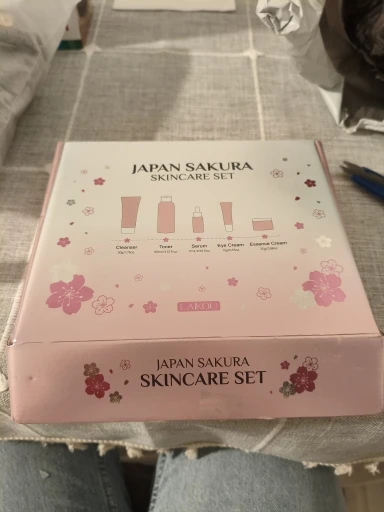 JAPAN SAKURA
SKINCARE SET
Cleanser Toner Serum Eye Cream Essence Cream
LAIKOU
JAPAN SAKURA
SKINCARE SET